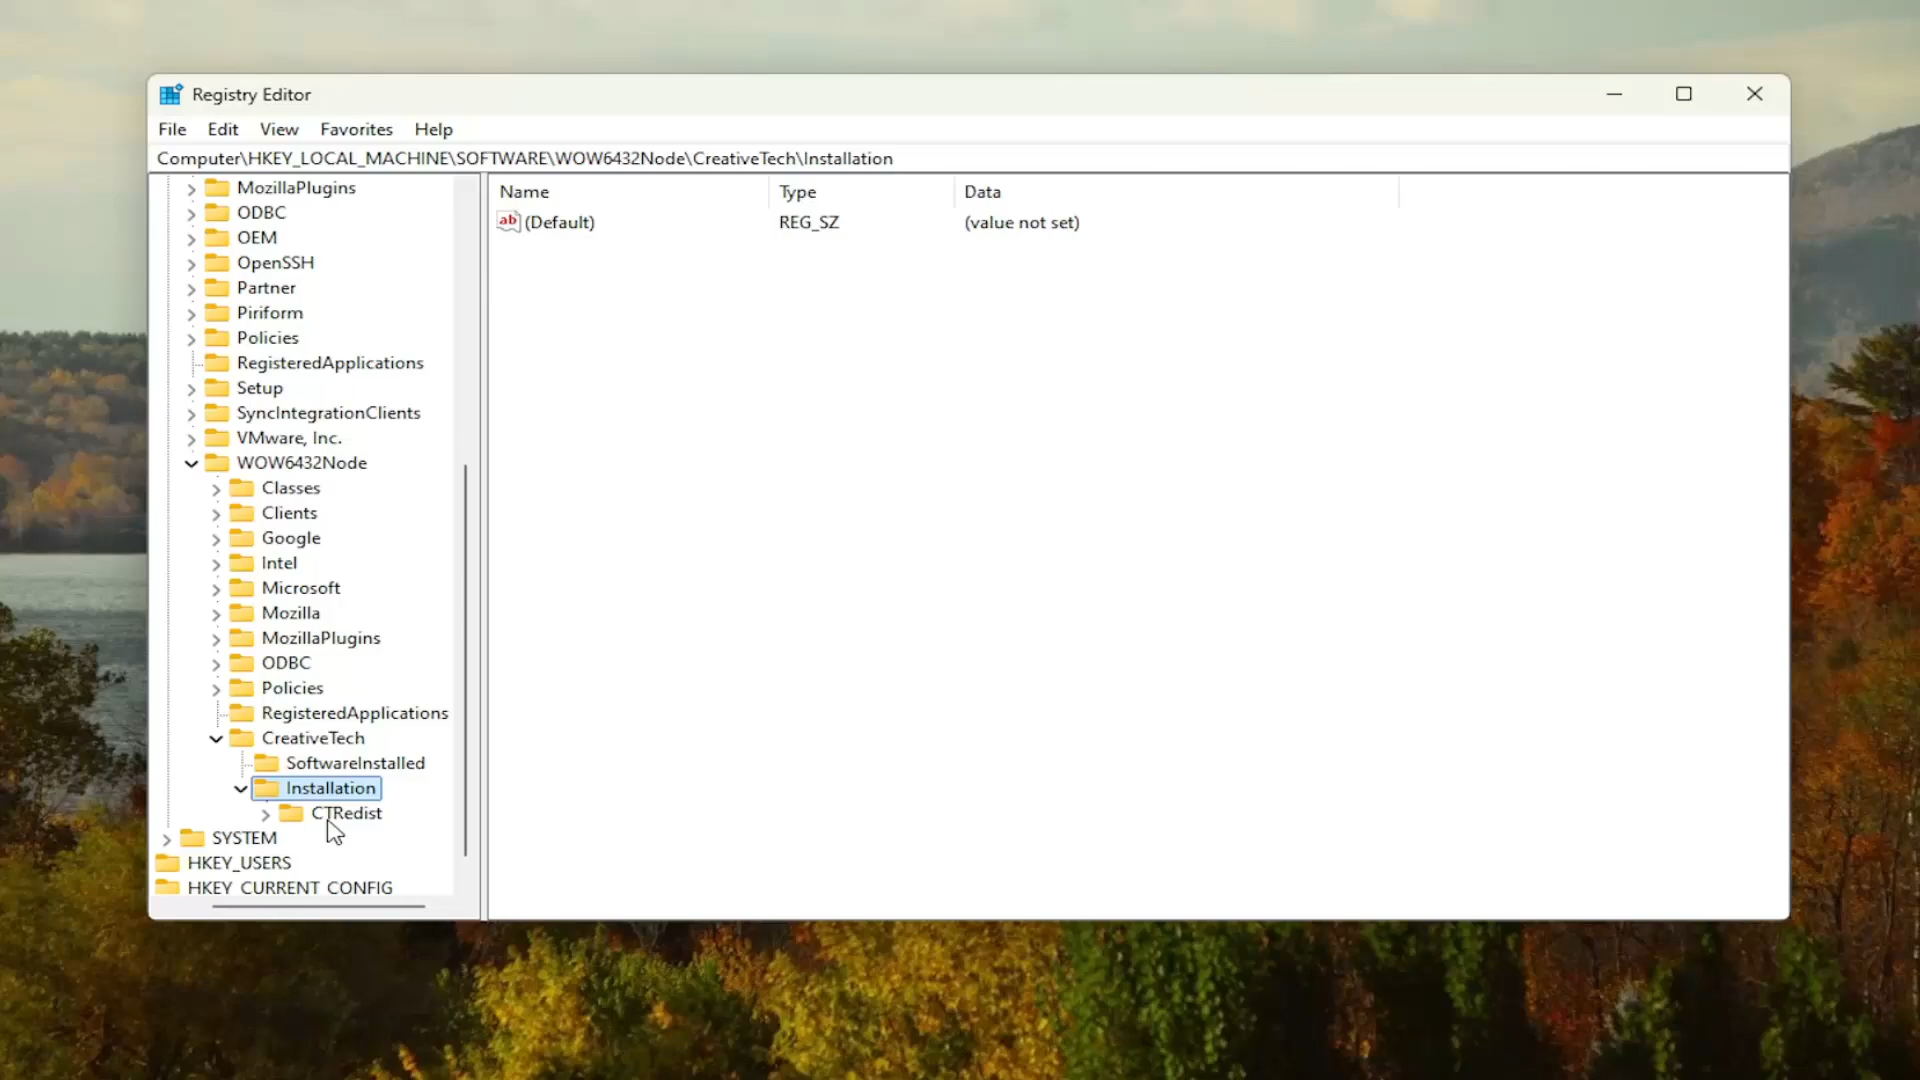 Registry Editor
File Edit View Favorites Help
Computer\HKEY_LOCAL_MACHINE\SOFTWARE\WOW6432Node\CreativeTech\Installation
MozillaPlugins
ODBC
OEM
OpenSSH
Partner
Piriform
Policies
RegisteredApplications
Setup
SyncIntegrationClients
VMware, Inc.
WOW6432Node
Classes
Clients
Google
Intel
Microsoft
Mozilla
MozillaPlugins
ODBC
Policies
RegisteredApplications
CreativeTech
SoftwareInstalled
Installation
CTRedist
SYSTEM
HKEY_USERS
HKEY_CURRENT_CONFIG
Name Type Data
ab (Default) REG_SZ (value not set)